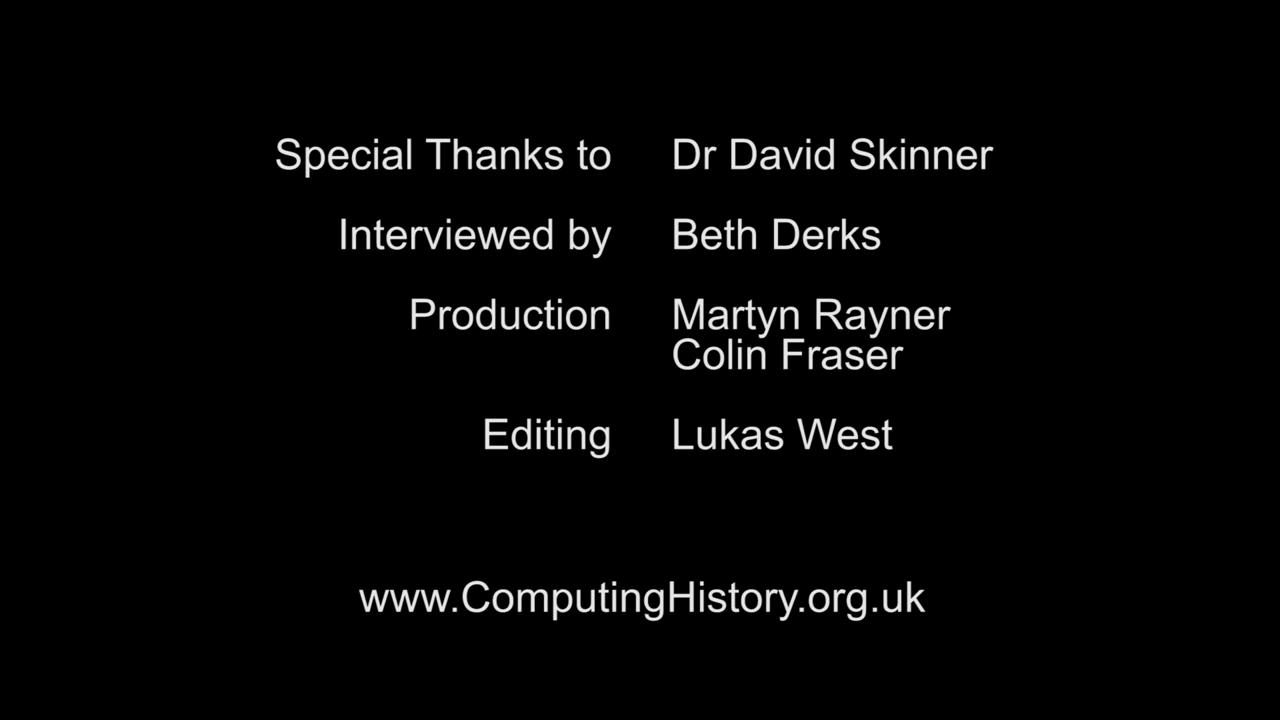 Special Thanks to Dr David Skinner
Interviewed by Beth Derks
Production Martyn Rayner
Colin Fraser
Editing Lukas West
www.ComputingHistory.org.uk